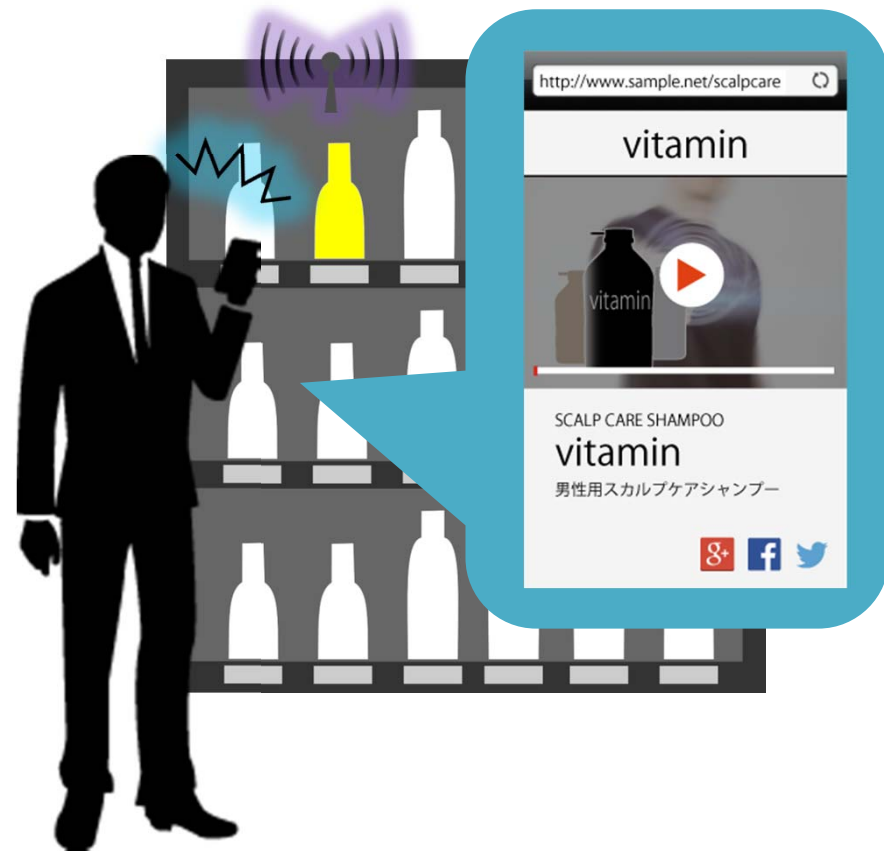 http://www.sample.net/scalpcare
vitamin
vitamin
SCALP CARE SHAMPOO
vitamin
男性用スカルプケアシャンプー
g+ f